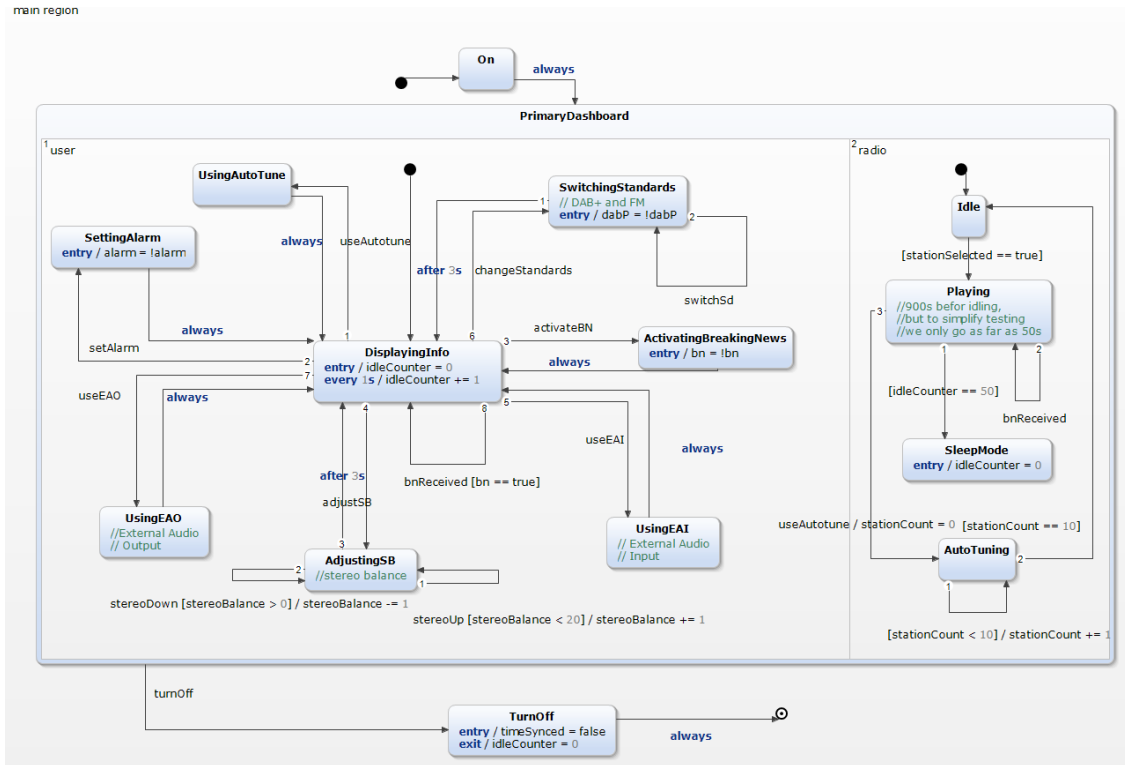 main region
On
always
PrimaryDashboard
1
user
2
radio
UsingAutoTune
SwitchingStandards
// DAB+ and FM
entry / dabP = !dabP
1
2
Idle
SettingAlarm
entry / alarm = !alarm
always
useAutotune
after 3s
changeStandards
switchSd
[stationSelected == true]
Playing
//900s befor idling,
//but to simplify testing
//we only go as far as 50s
3
1
2
always
setAlarm
1
6
activateBN
3
ActivatingBreakingNews
entry / bn = !bn
always
DisplayingInfo
entry / idleCounter = 0
every 1s / idleCounter += 1
2
7
4
8
5
useEAO
always
[idleCounter == 50]
bnReceived
useEAI
always
SleepMode
entry / idleCounter = 0
after 3s
adjustSB
bnReceived [bn == true]
UsingEAO
//External Audio
// Output
UsingEAI
// External Audio
// Input
useAutotune / stationCount = 0
[stationCount == 10]
3
AdjustingSB
//stereo balance
2
1
AutoTuning
2
1
stereoDown [stereoBalance > 0] / stereoBalance -= 1
stereoUp [stereoBalance < 20] / stereoBalance += 1
[stationCount < 10] / stationCount += 1
turnOff
TurnOff
entry / timeSynced = false
exit / idleCounter = 0
always